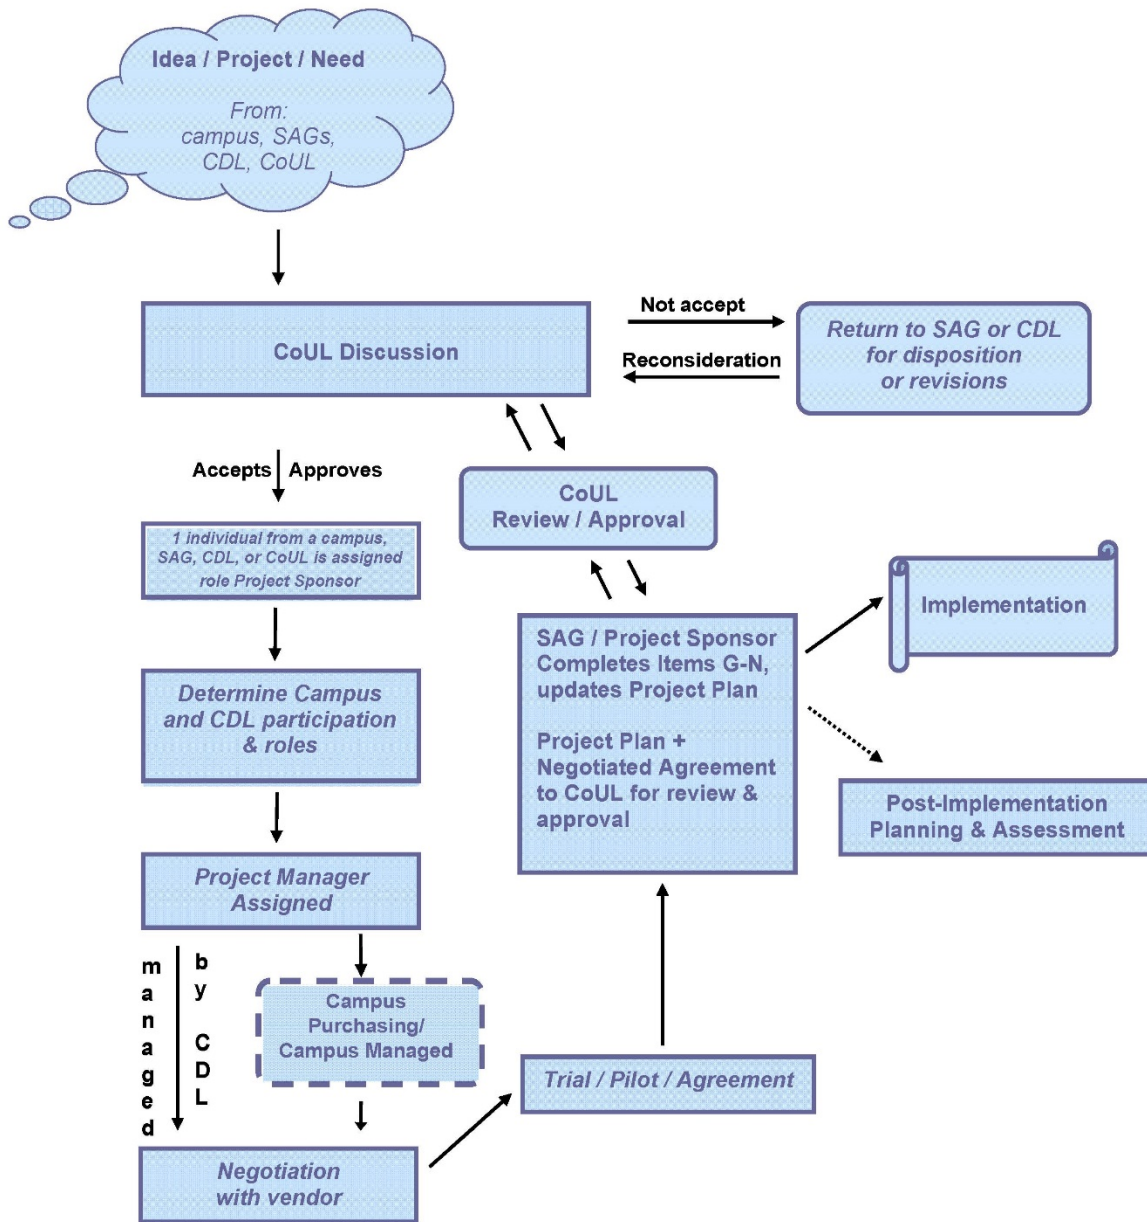 Idea / Project / Need
From:
campus, SAGs,
CDL, CoUL
CoUL Discussion
Not accept
Reconsideration
Return to SAG or CDL
for disposition
or revisions
Accepts
Approves
CoUL
Review / Approval
1 individual from a campus,
SAG, CDL, or CoUL is assigned
role Project Sponsor
Implementation
SAG / Project Sponsor
Completes Items G-N,
updates Project Plan
Project Plan +
Negotiated Agreement
to CoUL for review &
approval
Determine Campus
and CDL participation
& roles
Post-Implementation
Planning & Assessment
Project Manager
Assigned
managed
by CDL
Campus
Purchasing/
Campus Managed
Trial / Pilot / Agreement
Negotiation
with vendor